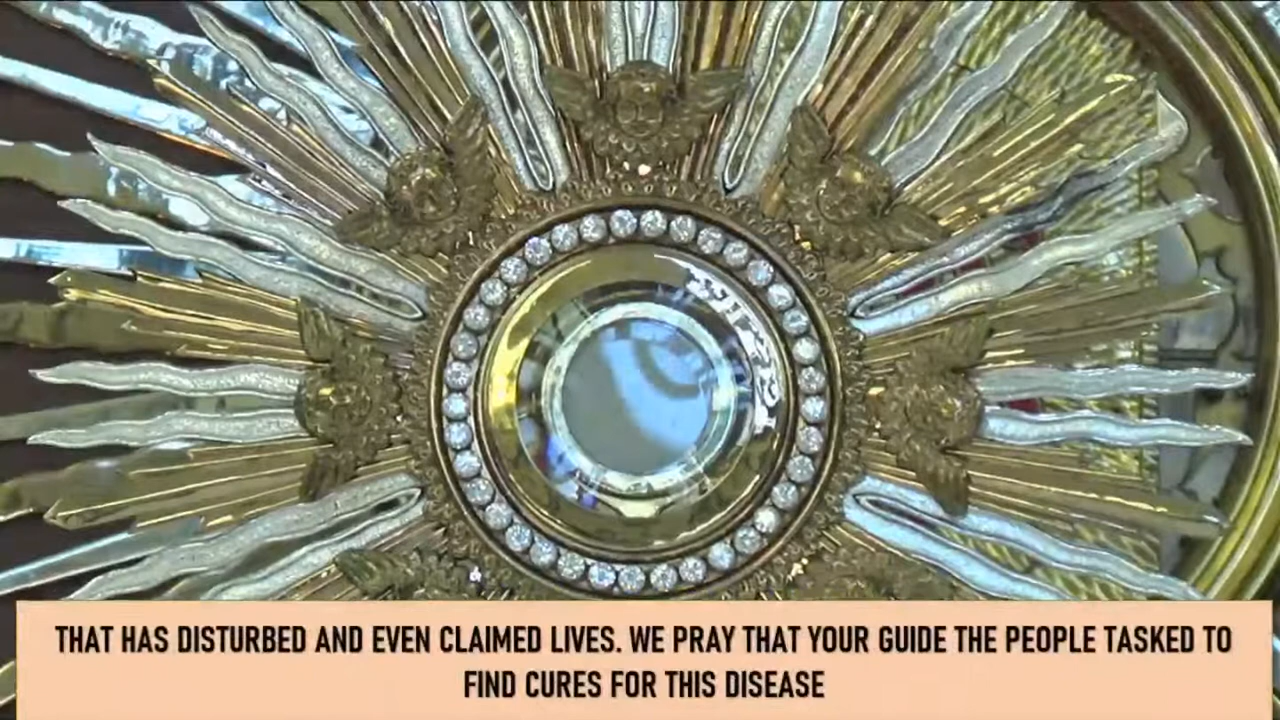 THAT HAS DISTURBED AND EVEN CLAIMED LIVES. WE PRAY THAT YOUR GUIDE THE PEOPLE TASKED TO
FIND CURES FOR THIS DISEASE